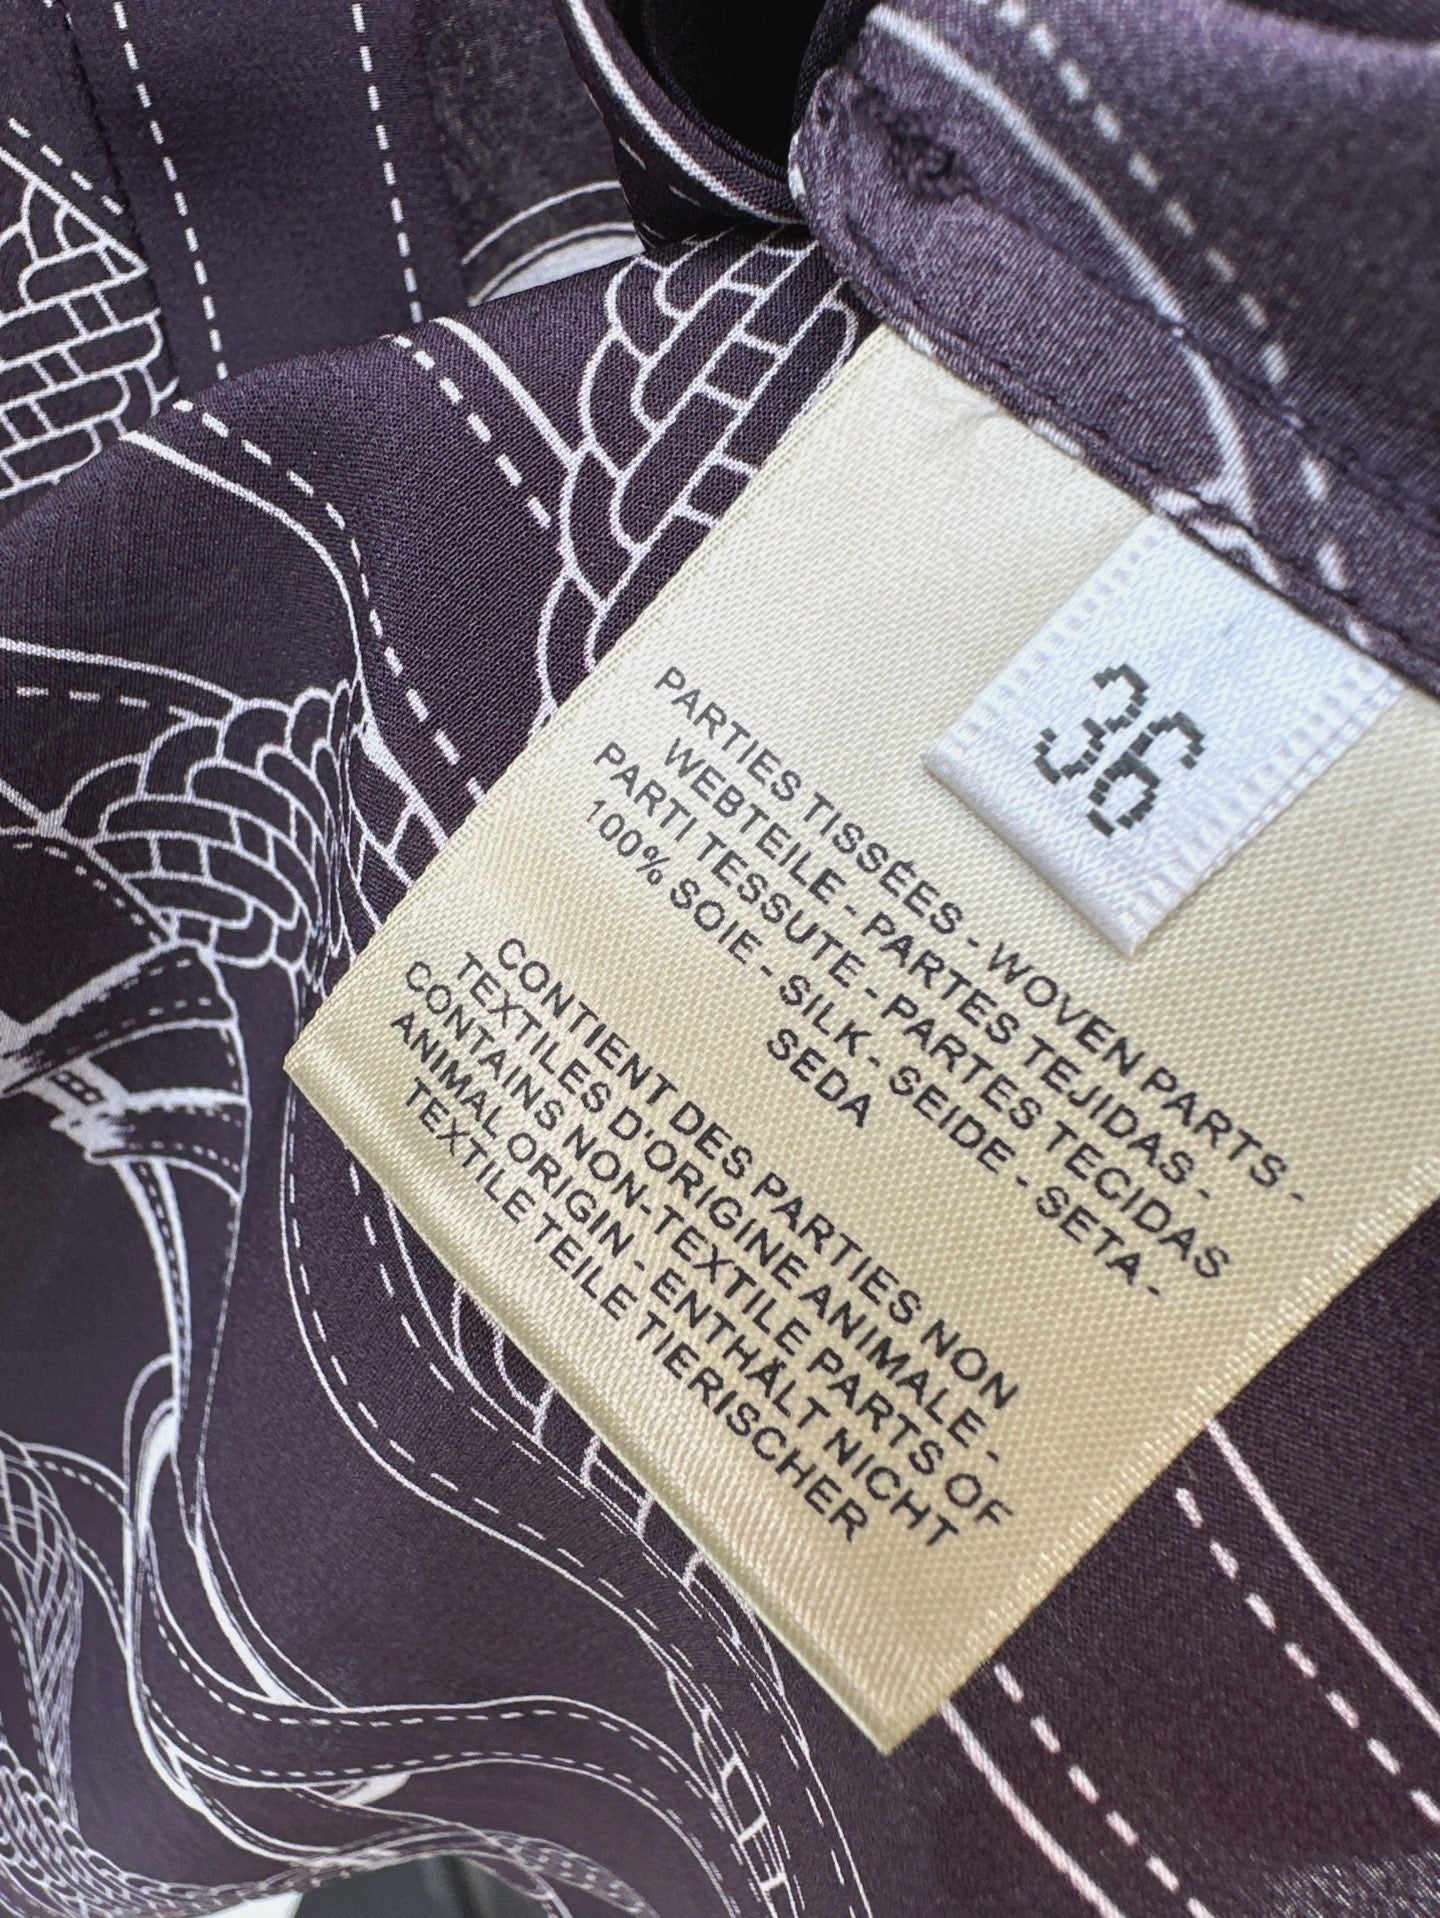 36
PARTIES TISSÉES - WOVEN PARTS -
WEBTEILE - PARTES TEJIDAS -
PARTI TESSUTE - PARTES TECIDAS
100% SOIE - SILK - SEIDE - SETA -
SEDA
CONTIENT DES PARTIES NON
TEXTILES D'ORIGINE ANIMALE -
CONTAINS NON-TEXTILE PARTS OF
ANIMAL ORIGIN - ENTHÄLT NICHT
TEXTILE TEILE TIERISCHER